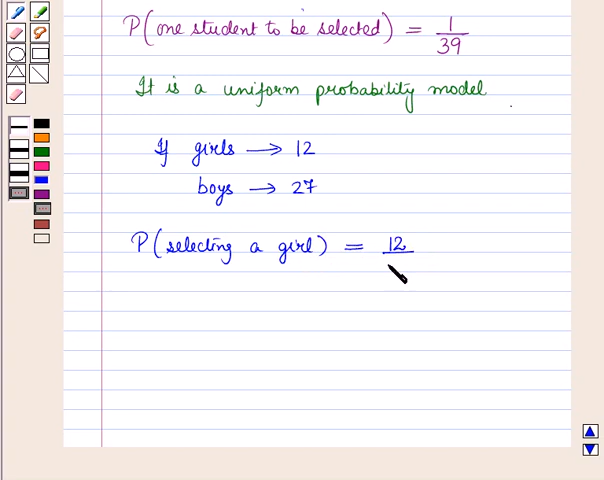 P(one student to be selected) = 1/39
It is a uniform probability model.
If girls → 12
boys → 27
P(selecting a girl) = 12/